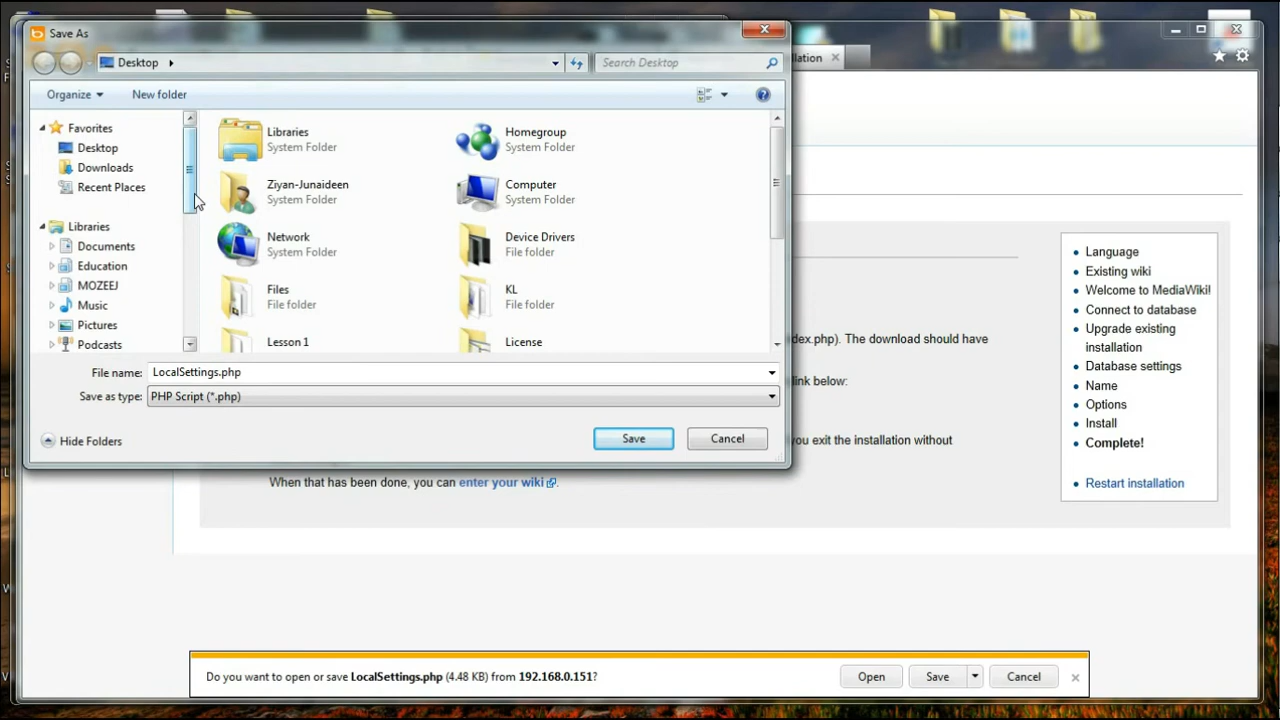 Save As
Desktop
Search Desktop
lation
Organize
New folder
Favorites
Desktop
Downloads
Recent Places
Libraries
Documents
Education
MOZEEJ
Music
Pictures
Podcasts
Libraries
System Folder
Homegroup
System Folder
Ziyan-Junaideen
System Folder
Computer
System Folder
Network
System Folder
Device Drivers
File folder
Files
File folder
KL
File folder
Lesson 1
License
File name: LocalSettings.php
Save as type: PHP Script (*.php)
Hide Folders
Save
Cancel
dex.php). The download should have
link below:
you exit the installation without
When that has been done, you can enter your wiki.
Language
Existing wiki
Welcome to MediaWiki!
Connect to database
Upgrade existing
installation
Database settings
Name
Options
Install
Complete!
Restart installation
Do you want to open or save LocalSettings.php (4.48 KB) from 192.168.0.151?
Open
Save
Cancel